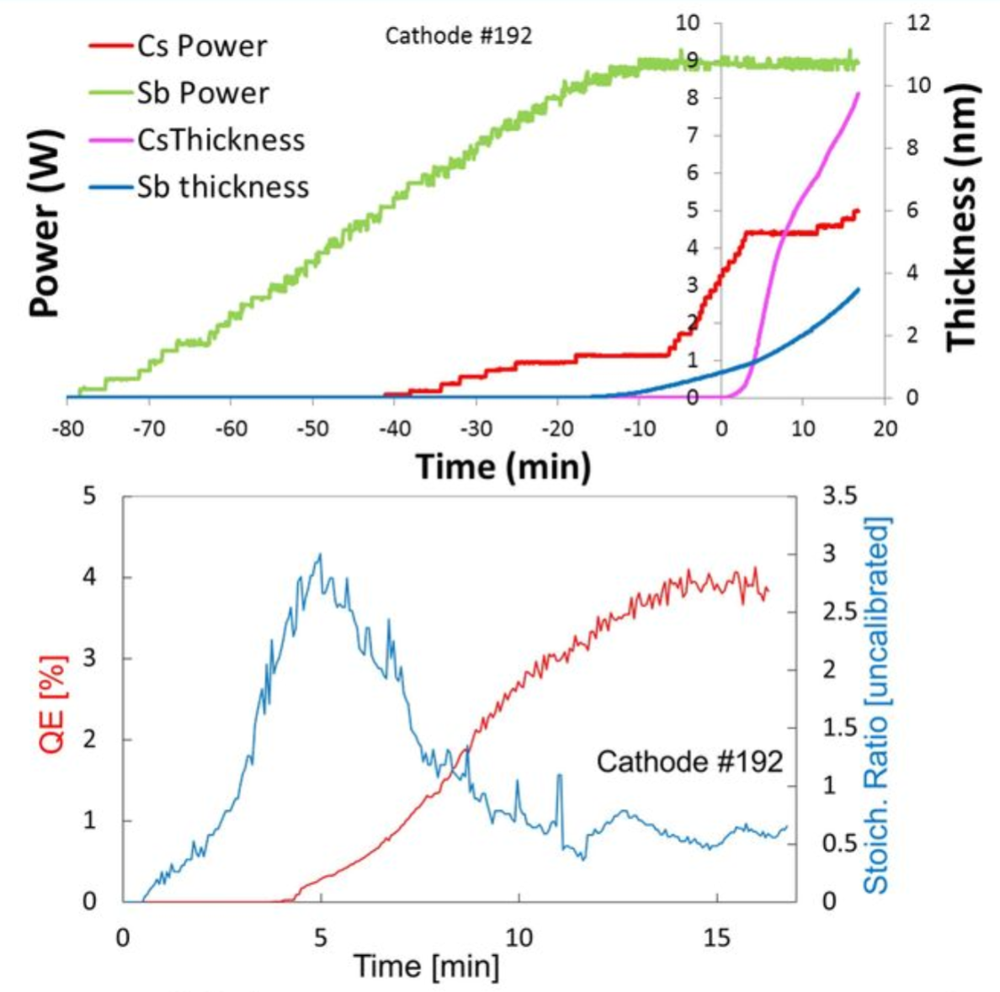 Cs Power
Sb Power
CsThickness
Sb thickness
Cathode #192
Power (W)
10
9
8
7
6
5
4
3
2
1
0
12
10
8
6
4
2
0
Thickness (nm)
-80 -70 -60 -50 -40 -30 -20 -10 0 10 20
Time (min)
QE [%]
5
4
3
2
1
0
3.5
3
2.5
2
1.5
1
0.5
0
Stoich. Ratio [uncalibrated]
Cathode #192
0 5 10 15
Time [min]